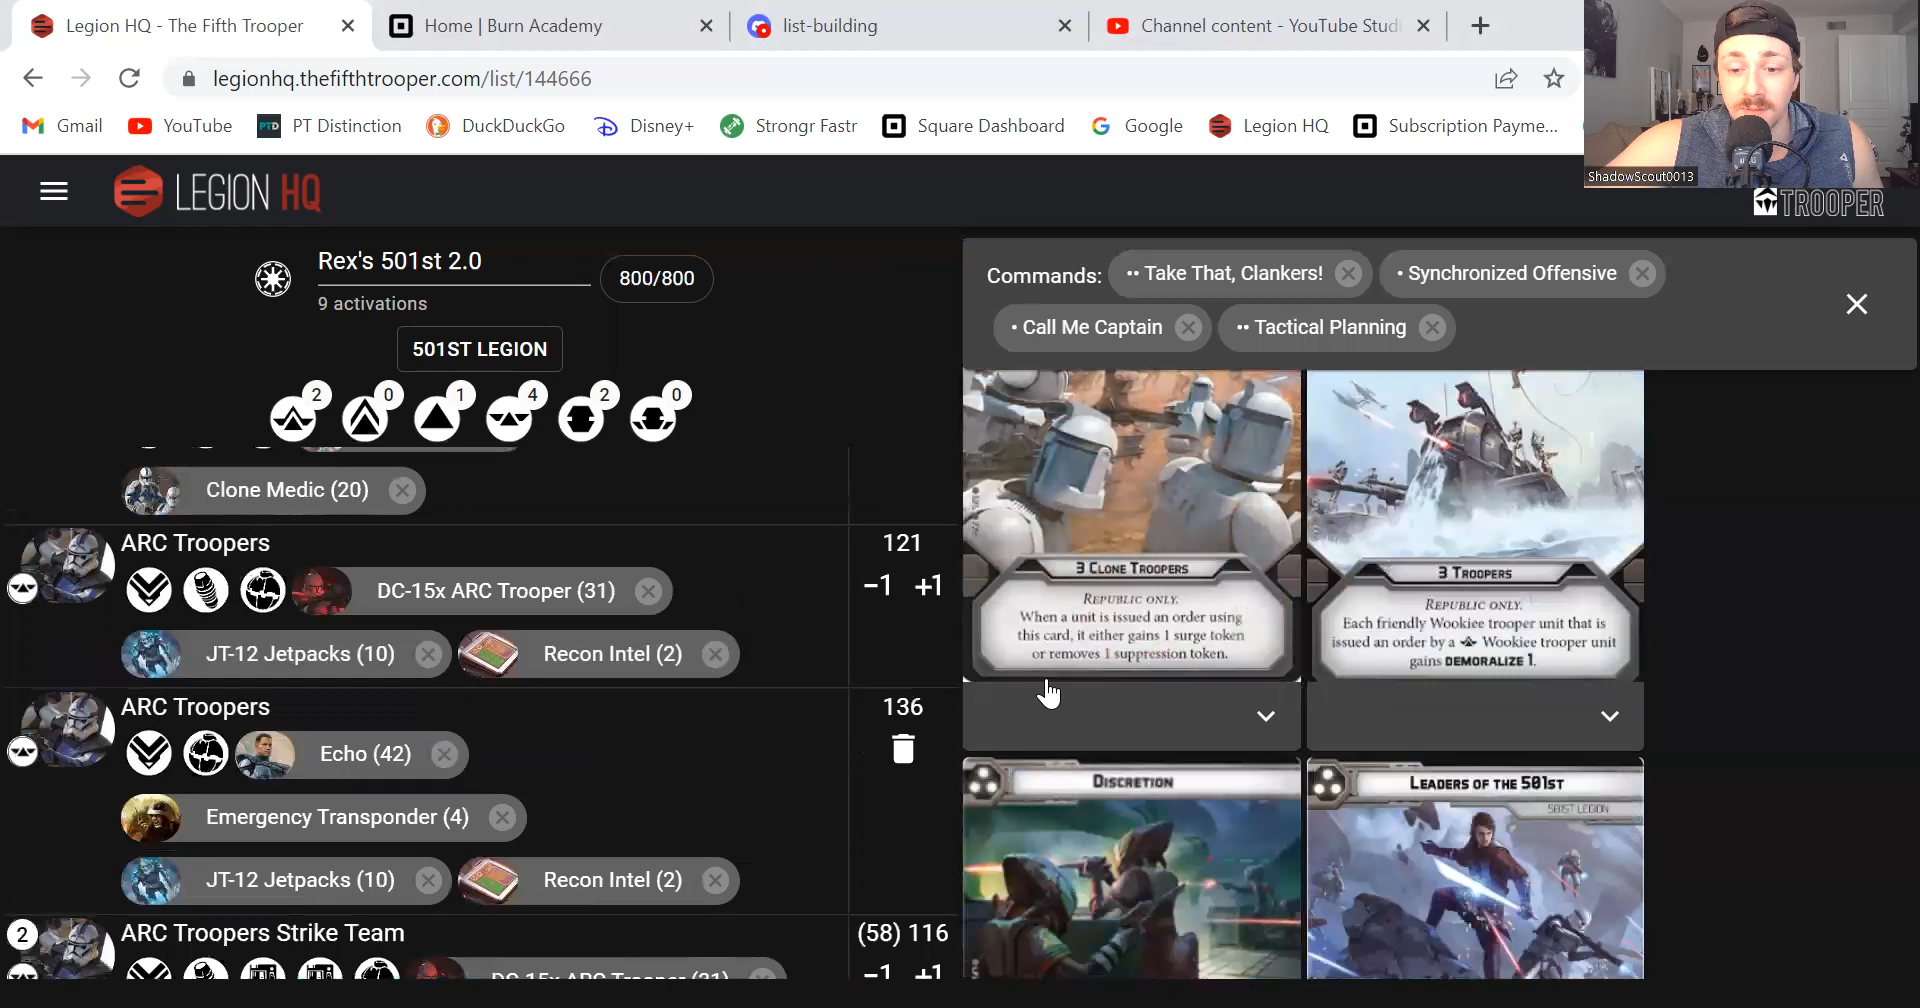 Legion HQ - The Fifth Trooper
Home | Burn Academy
list-building
Channel content - YouTube Studi
legionhq.thefifthtrooper.com/list/144666
Gmail
YouTube
PTD
PT Distinction
DuckDuckGo
Disney+
Strongr Fastr
Square Dashboard
Google
Legion HQ
Subscription Payme...
ShadowScout0013
LEGION HQ
TROOPER
Rex's 501st 2.0
800/800
9 activations
501ST LEGION
2 0 1 4 2 0
Clone Medic (20)
ARC Troopers
121
DC-15x ARC Trooper (31)
−1 +1
JT-12 Jetpacks (10)
Recon Intel (2)
ARC Troopers
136
Echo (42)
Emergency Transponder (4)
JT-12 Jetpacks (10)
Recon Intel (2)
2
ARC Troopers Strike Team
(58) 116
DC-15x ARC Trooper (31)
−1 +1
Commands:
•• Take That, Clankers!
• Synchronized Offensive
• Call Me Captain
•• Tactical Planning
3 CLONE TROOPERS
REPUBLIC ONLY.
When a unit is issued an order using
this card, it either gains 1 surge token
or removes 1 suppression token.
3 TROOPERS
REPUBLIC ONLY.
Each friendly Wookiee trooper unit that is
issued an order by a Wookiee trooper unit
gains DEMORALIZE 1.
DISCRETION
LEADERS OF THE 501ST
501ST LEGION